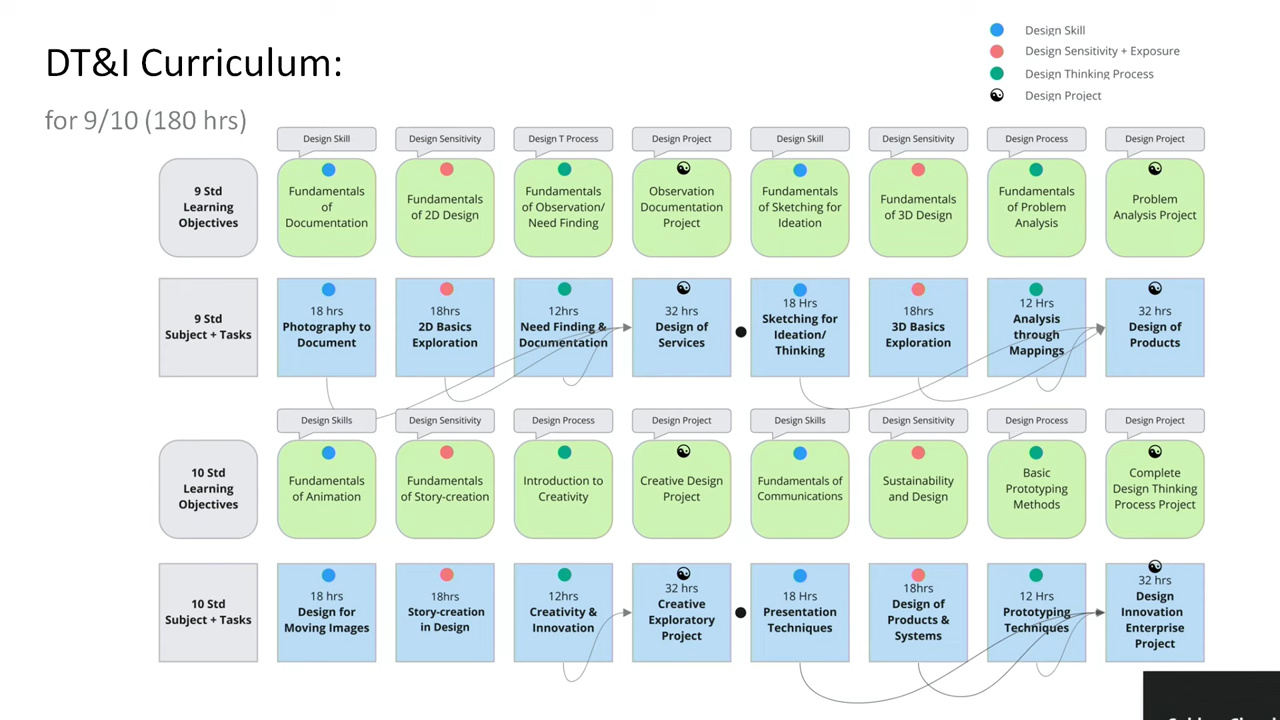 DT&I Curriculum:
for 9/10 (180 hrs)
Design Skill
Design Sensitivity + Exposure
Design Thinking Process
Design Project
Design Skill
Design Sensitivity
Design T Process
Design Project
Design Skill
Design Sensitivity
Design Process
Design Project
9 Std
Learning
Objectives
Fundamentals
of
Documentation
Fundamentals
of 2D Design
Fundamentals
of Observation/
Need Finding
Observation
Documentation
Project
Fundamentals
of Sketching for
Ideation
Fundamentals
of 3D Design
Fundamentals
of Problem
Analysis
Problem
Analysis Project
9 Std
Subject + Tasks
18 hrs
Photography to
Document
18hrs
2D Basics
Exploration
12hrs
Need Finding &
Documentation
32 hrs
Design of
Services
18 Hrs
Sketching for
Ideation/
Thinking
18hrs
3D Basics
Exploration
12 Hrs
Analysis
through
Mappings
32 hrs
Design of
Products
Design Skills
Design Sensitivity
Design Process
Design Project
Design Skills
Design Sensitivity
Design Process
Design Project
10 Std
Learning
Objectives
Fundamentals
of Animation
Fundamentals
of Story-creation
Introduction to
Creativity
Creative Design
Project
Fundamentals of
Communications
Sustainability
and Design
Basic
Prototyping
Methods
Complete
Design Thinking
Process Project
10 Std
Subject + Tasks
18 hrs
Design for
Moving Images
18hrs
Story-creation
in Design
12hrs
Creativity &
Innovation
32 hrs
Creative
Exploratory
Project
18 Hrs
Presentation
Techniques
18hrs
Design of
Products &
Systems
12 Hrs
Prototyping
Techniques
32 hrs
Design
Innovation
Enterprise
Project